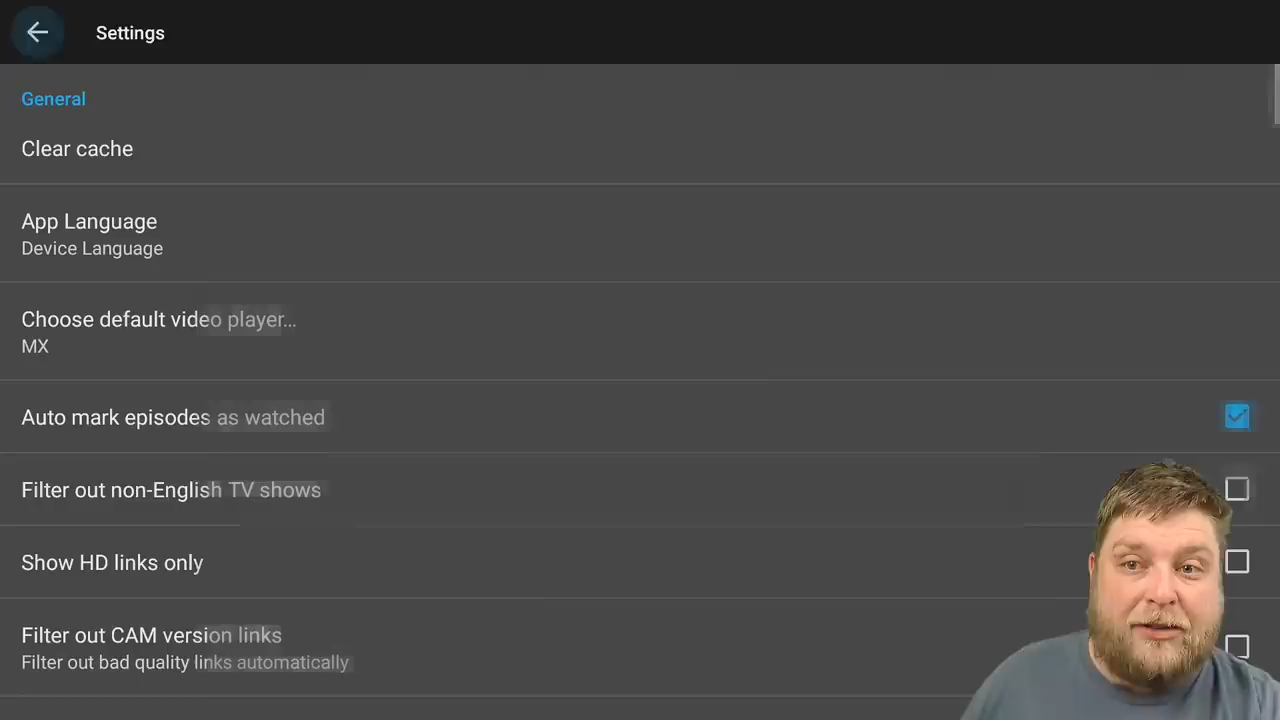 Settings
General
Clear cache
App Language
Device Language
Choose default video player...
MX
Auto mark episodes as watched
Filter out non-English TV shows
Show HD links only
Filter out CAM version links
Filter out bad quality links automatically